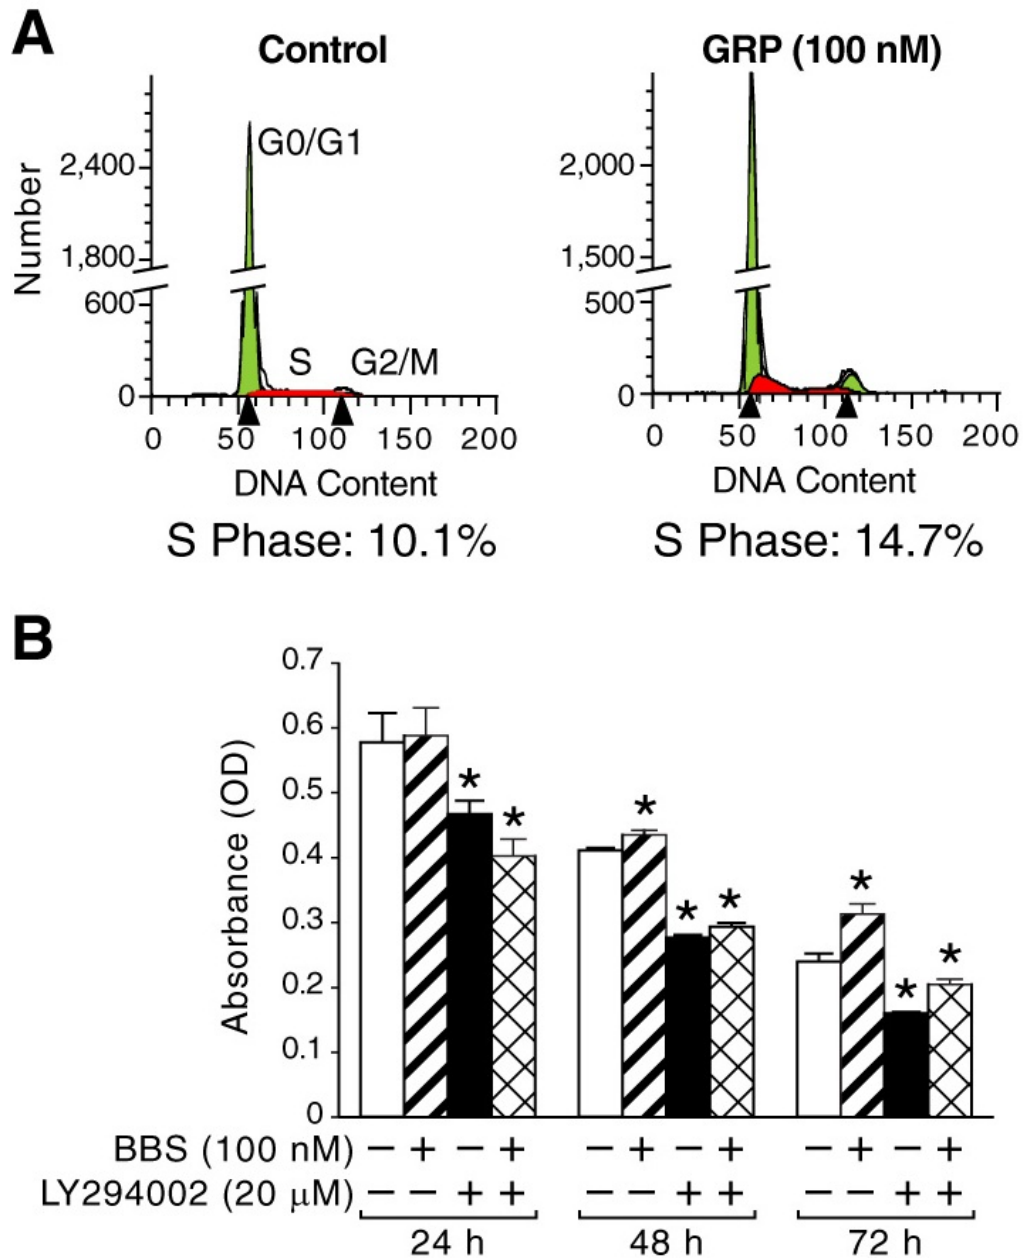 A
Control
GRP (100 nM)
Number
2,400
1,800
600
0
G0/G1
S
G2/M
0 50 100 150 200
DNA Content
S Phase: 10.1%
2,000
1,500
500
0
0 50 100 150 200
DNA Content
S Phase: 14.7%
B
Absorbance (OD)
0.7
0.6
0.5
0.4
0.3
0.2
0.1
0
* *
* * *
* * *
BBS (100 nM) − + − + − + − + − + − +
LY294002 (20 μM) − − + + − − + + − − + +
24 h 48 h 72 h